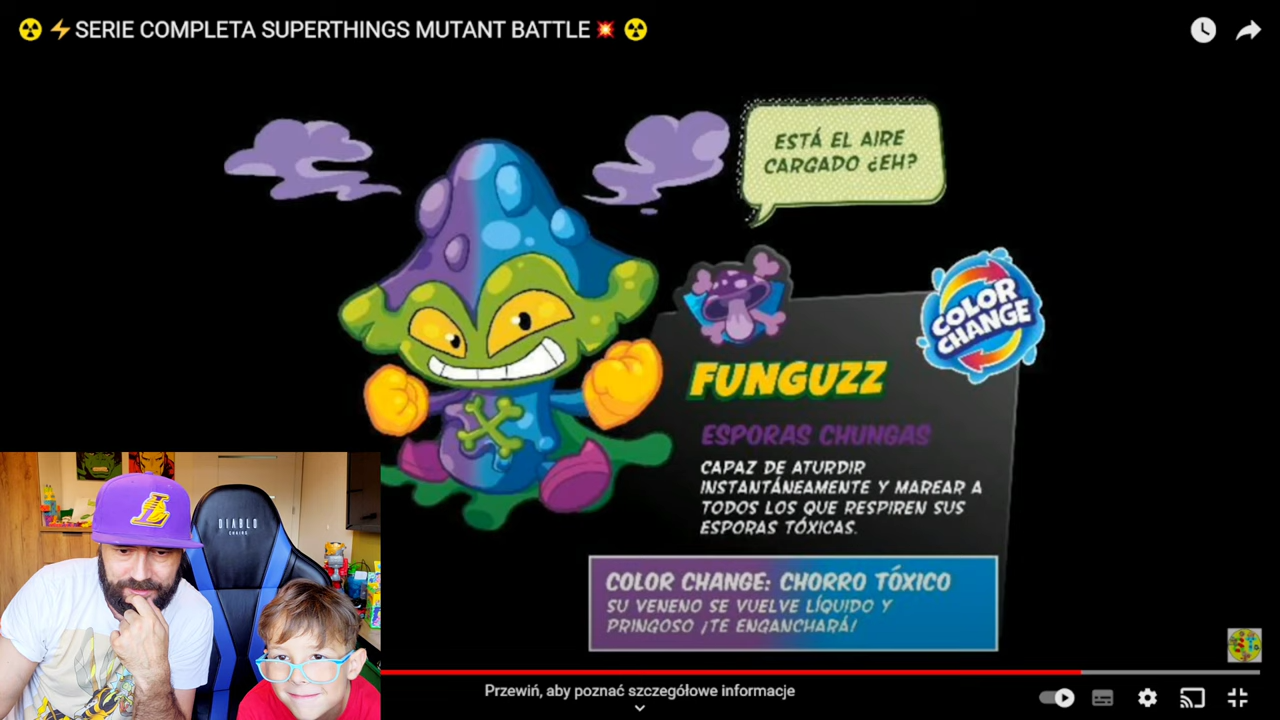 SERIE COMPLETA SUPERTHINGS MUTANT BATTLE
ESTÁ EL AIRE
CARGADO ¿EH?
COLOR
CHANGE
FUNGUZZ
ESPORAS CHUNGAS
CAPAZ DE ATURDIR
INSTANTÁNEAMENTE Y MAREAR A
TODOS LOS QUE RESPIREN SUS
ESPORAS TÓXICAS.
COLOR CHANGE: CHORRO TÓXICO
SU VENENO SE VUELVE LÍQUIDO Y
PRINGOSO ¡TE ENGANCHARÁ!
L
DIABLO
CHAIRS
Przewiń, aby poznać szczegółowe informacje